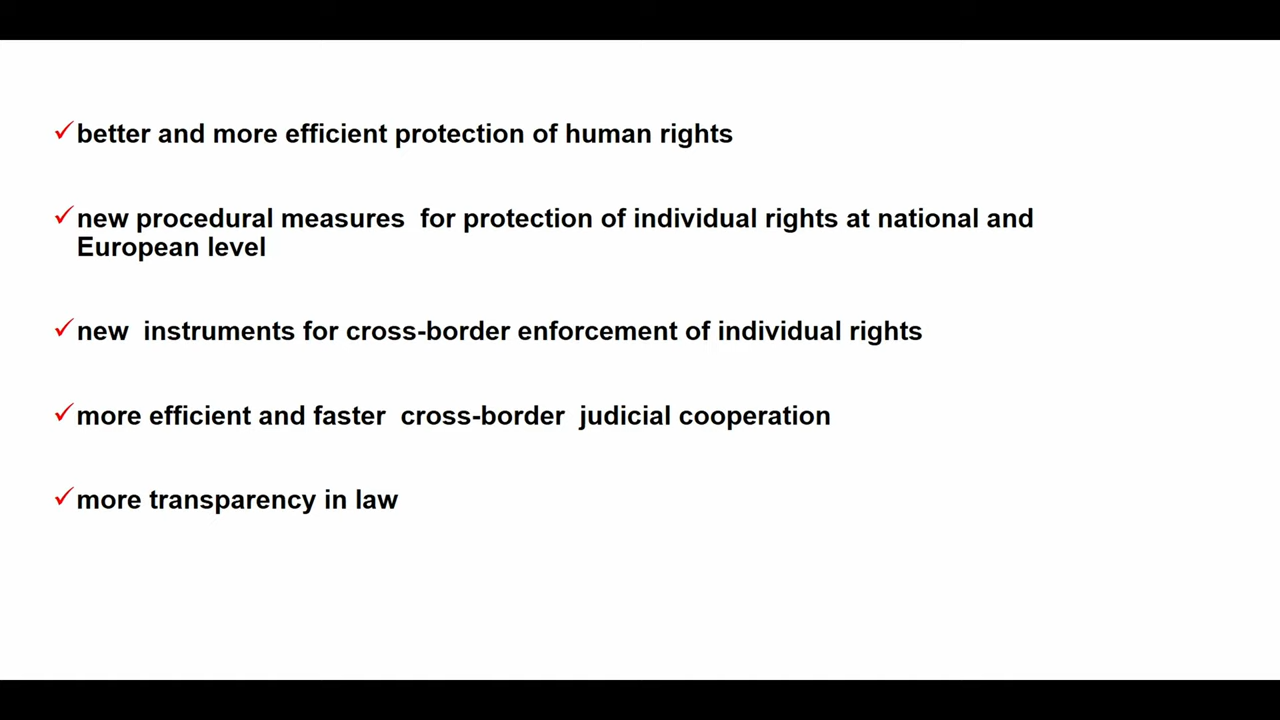 ✓better and more efficient protection of human rights
✓new procedural measures  for protection of individual rights at national and
European level
✓new  instruments for cross-border enforcement of individual rights
✓more efficient and faster  cross-border  judicial cooperation
✓more transparency in law